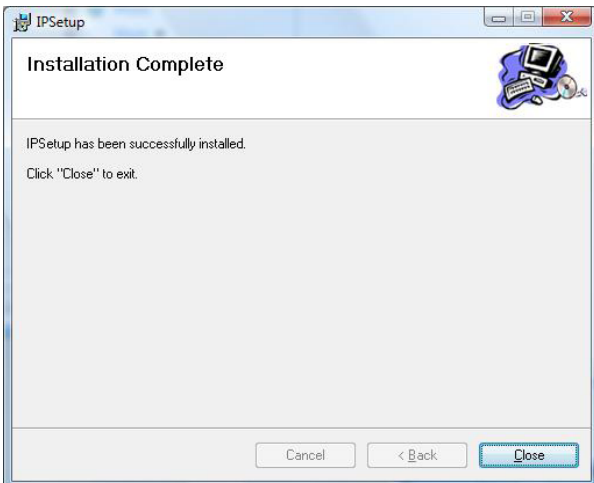 IPSetup
Installation Complete
IPSetup has been successfully installed.
Click "Close" to exit.
Cancel
< Back
Close